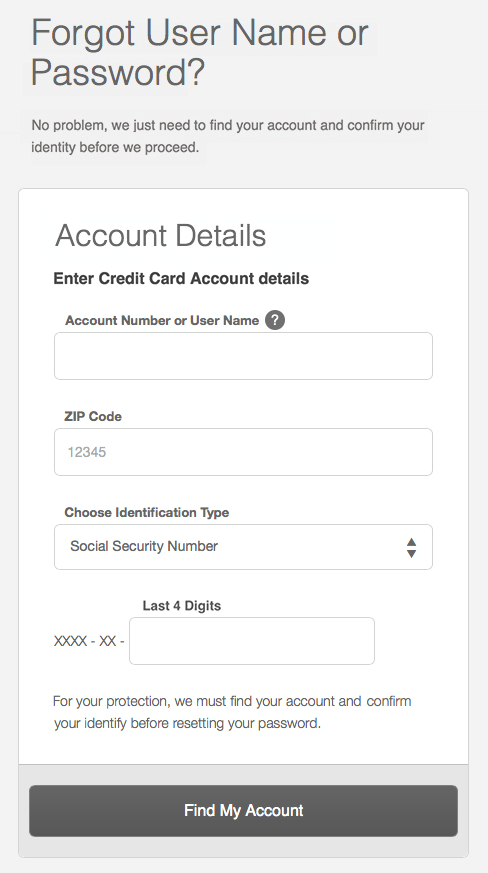 Forgot User Name or
Password?
No problem, we just need to find your account and confirm your
identity before we proceed.
Account Details
Enter Credit Card Account details
Account Number or User Name ?
ZIP Code
12345
Choose Identification Type
Social Security Number
Last 4 Digits
XXXX - XX -
For your protection, we must find your account and confirm
your identify before resetting your password.
Find My Account